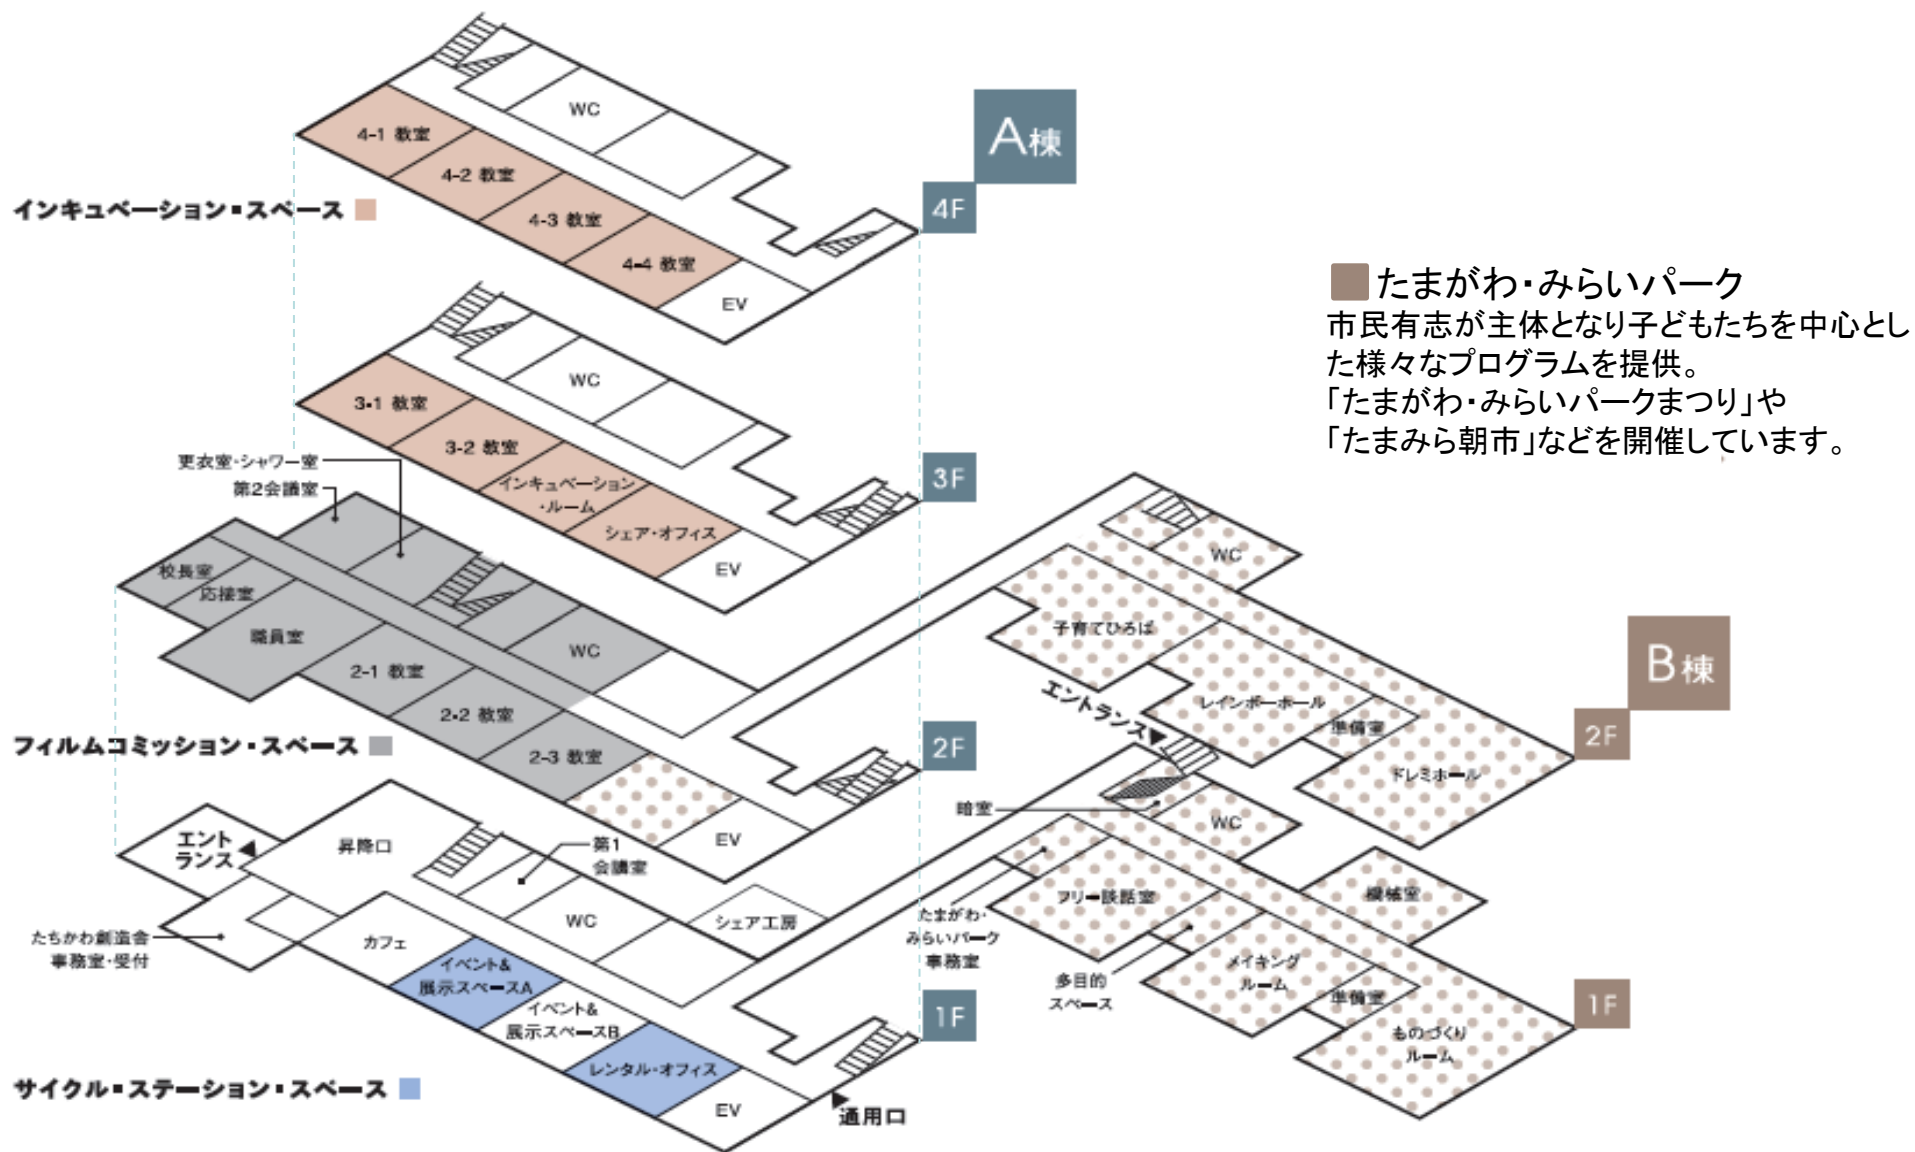 WC
4-1 教室
4-2 教室
4-3 教室
4-4 教室
EV
A棟
4F
インキュベーション・スペース
たまがわ・みらいパーク
市民有志が主体となり子どもたちを中心とし
た様々なプログラムを提供。
「たまがわ・みらいパークまつり」や
「たまみら朝市」などを開催しています。
WC
3-1 教室
3-2 教室
インキュベーション
・ルーム
シェア・オフィス
EV
3F
更衣室・シャワー室
第2会議室
校長室
応接室
職員室
2-1 教室
2-2 教室
2-3 教室
WC
EV
2F
フィルムコミッション・スペース
WC
子育てひろば
レインボーホール
準備室
ドレミホール
エントランス
B棟
2F
エント
ランス
昇降口
第1
会議室
WC
シェア工房
たちかわ創造舎
事務室・受付
カフェ
イベント&
展示スペースA
イベント&
展示スペースB
レンタル・オフィス
EV
1F
通用口
サイクル・ステーション・スペース
暗室
WC
機械室
フリー談話室
たまがわ・
みらいパーク
事務室
多目的
スペース
メイキング
ルーム
準備室
ものづくり
ルーム
1F